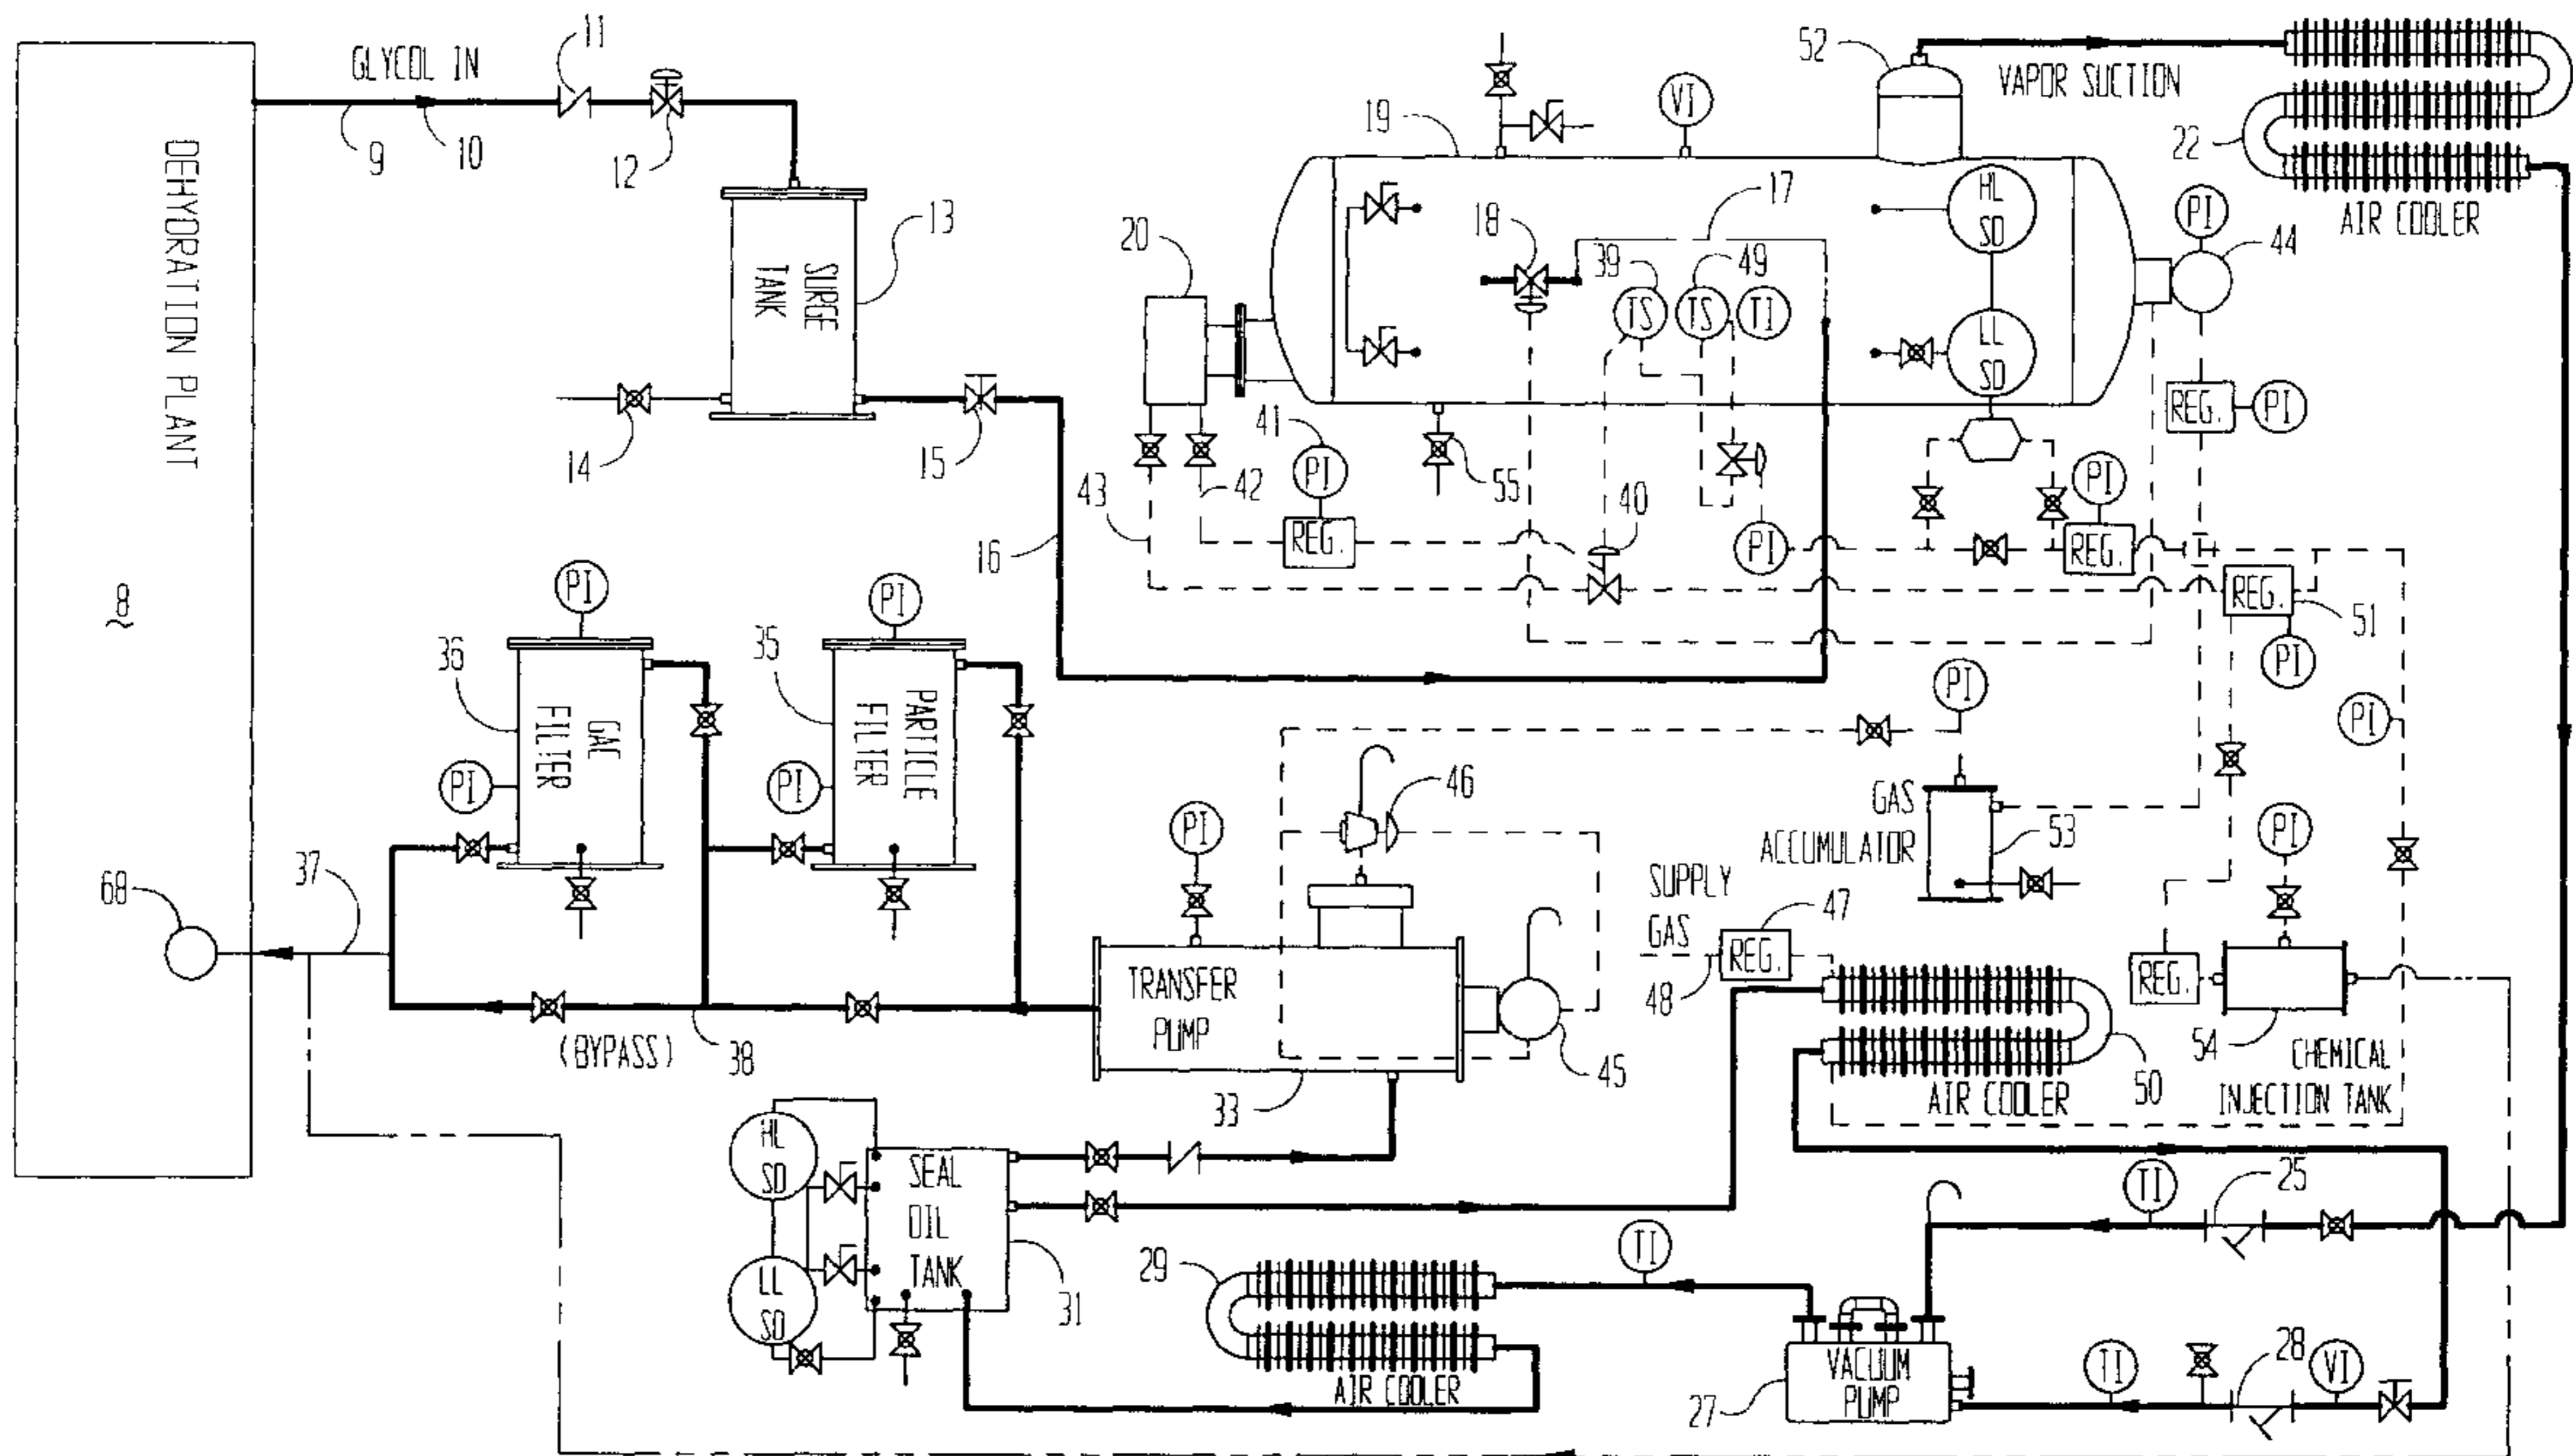 DEHYDRATION PLANT
8
GLYCOL IN
9
10
11
12
SURGE
TANK
13
14
15
16
17
18
19
20
VI
52
VAPOR SUCTION
22
AIR COOLER
HL
SD
LL
SD
PI
44
REG.
PI
39
TS
49
TS
TI
41
PI
REG.
42
43
55
40
PI
PI
REG.
REG.
51
PI
PI
36
PI
GAC
FILTER
PI
35
PI
PARTICLE
FILTER
PI
68
37
(BYPASS)
38
PI
TRANSFER
PUMP
33
46
45
PI
GAS
ACCUMULATOR
53
SUPPLY
GAS
47
REG.
48
AIR COOLER
50
PI
REG.
54
CHEMICAL
INJECTION TANK
HL
SD
LL
SD
SEAL
OIL
TANK
31
29
AIR COOLER
TI
TI
25
VACUUM
PUMP
27
TI
28
VI